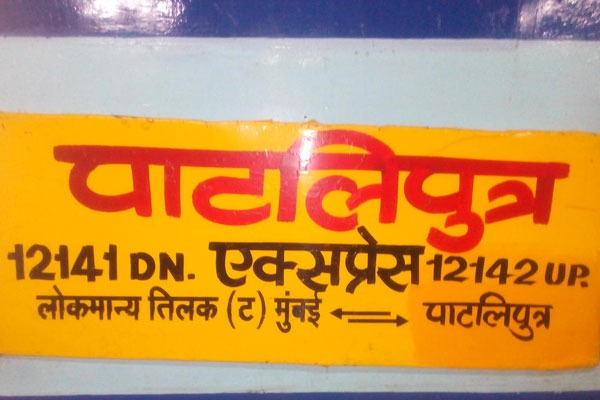 पाटलिपुत्र
12141 DN. एक्सप्रेस 12142 UP.
लोकमान्य तिलक (ट) मुंबई ⇄ पाटलिपुत्र